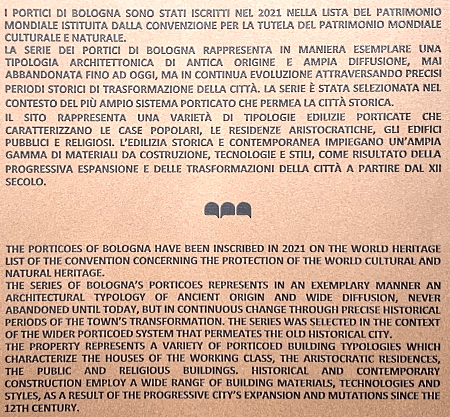 I PORTICI DI BOLOGNA SONO STATI ISCRITTI NEL 2021 NELLA LISTA DEL PATRIMONIO
MONDIALE ISTITUITA DALLA CONVENZIONE PER LA TUTELA DEL PATRIMONIO MONDIALE
CULTURALE E NATURALE.
LA SERIE DEI PORTICI DI BOLOGNA RAPPRESENTA IN MANIERA ESEMPLARE UNA
TIPOLOGIA ARCHITETTONICA DI ANTICA ORIGINE E AMPIA DIFFUSIONE, MAI
ABBANDONATA FINO AD OGGI, MA IN CONTINUA EVOLUZIONE ATTRAVERSANDO PRECISI
PERIODI STORICI DI TRASFORMAZIONE DELLA CITTÀ. LA SERIE È STATA SELEZIONATA NEL
CONTESTO DEL PIÙ AMPIO SISTEMA PORTICATO CHE PERMEA LA CITTÀ STORICA.
IL SITO RAPPRESENTA UNA VARIETÀ DI TIPOLOGIE EDILIZIE PORTICATE CHE
CARATTERIZZANO LE CASE POPOLARI, LE RESIDENZE ARISTOCRATICHE, GLI EDIFICI
PUBBLICI E RELIGIOSI. L'EDILIZIA STORICA E CONTEMPORANEA IMPIEGANO UN'AMPIA
GAMMA DI MATERIALI DA COSTRUZIONE, TECNOLOGIE E STILI, COME RISULTATO DELLA
PROGRESSIVA ESPANSIONE E DELLE TRASFORMAZIONI DELLA CITTÀ A PARTIRE DAL XII
SECOLO.
THE PORTICOES OF BOLOGNA HAVE BEEN INSCRIBED IN 2021 ON THE WORLD HERITAGE
LIST OF THE CONVENTION CONCERNING THE PROTECTION OF THE WORLD CULTURAL AND
NATURAL HERITAGE.
THE SERIES OF BOLOGNA'S PORTICOES REPRESENTS IN AN EXEMPLARY MANNER AN
ARCHITECTURAL TYPOLOGY OF ANCIENT ORIGIN AND WIDE DIFFUSION, NEVER
ABANDONED UNTIL TODAY, BUT IN CONTINUOUS CHANGE THROUGH PRECISE HISTORICAL
PERIODS OF THE TOWN'S TRANSFORMATION. THE SERIES WAS SELECTED IN THE CONTEXT
OF THE WIDER PORTICOED SYSTEM THAT PERMEATES THE OLD HISTORICAL CITY.
THE PROPERTY REPRESENTS A VARIETY OF PORTICOED BUILDING TYPOLOGIES WHICH
CHARACTERIZE THE HOUSES OF THE WORKING CLASS, THE ARISTOCRATIC RESIDENCES,
THE PUBLIC AND RELIGIOUS BUILDINGS. HISTORICAL AND CONTEMPORARY
CONSTRUCTION EMPLOY A WIDE RANGE OF BUILDING MATERIALS, TECHNOLOGIES AND
STYLES, AS A RESULT OF THE PROGRESSIVE CITY'S EXPANSION AND MUTATIONS SINCE THE
12TH CENTURY.